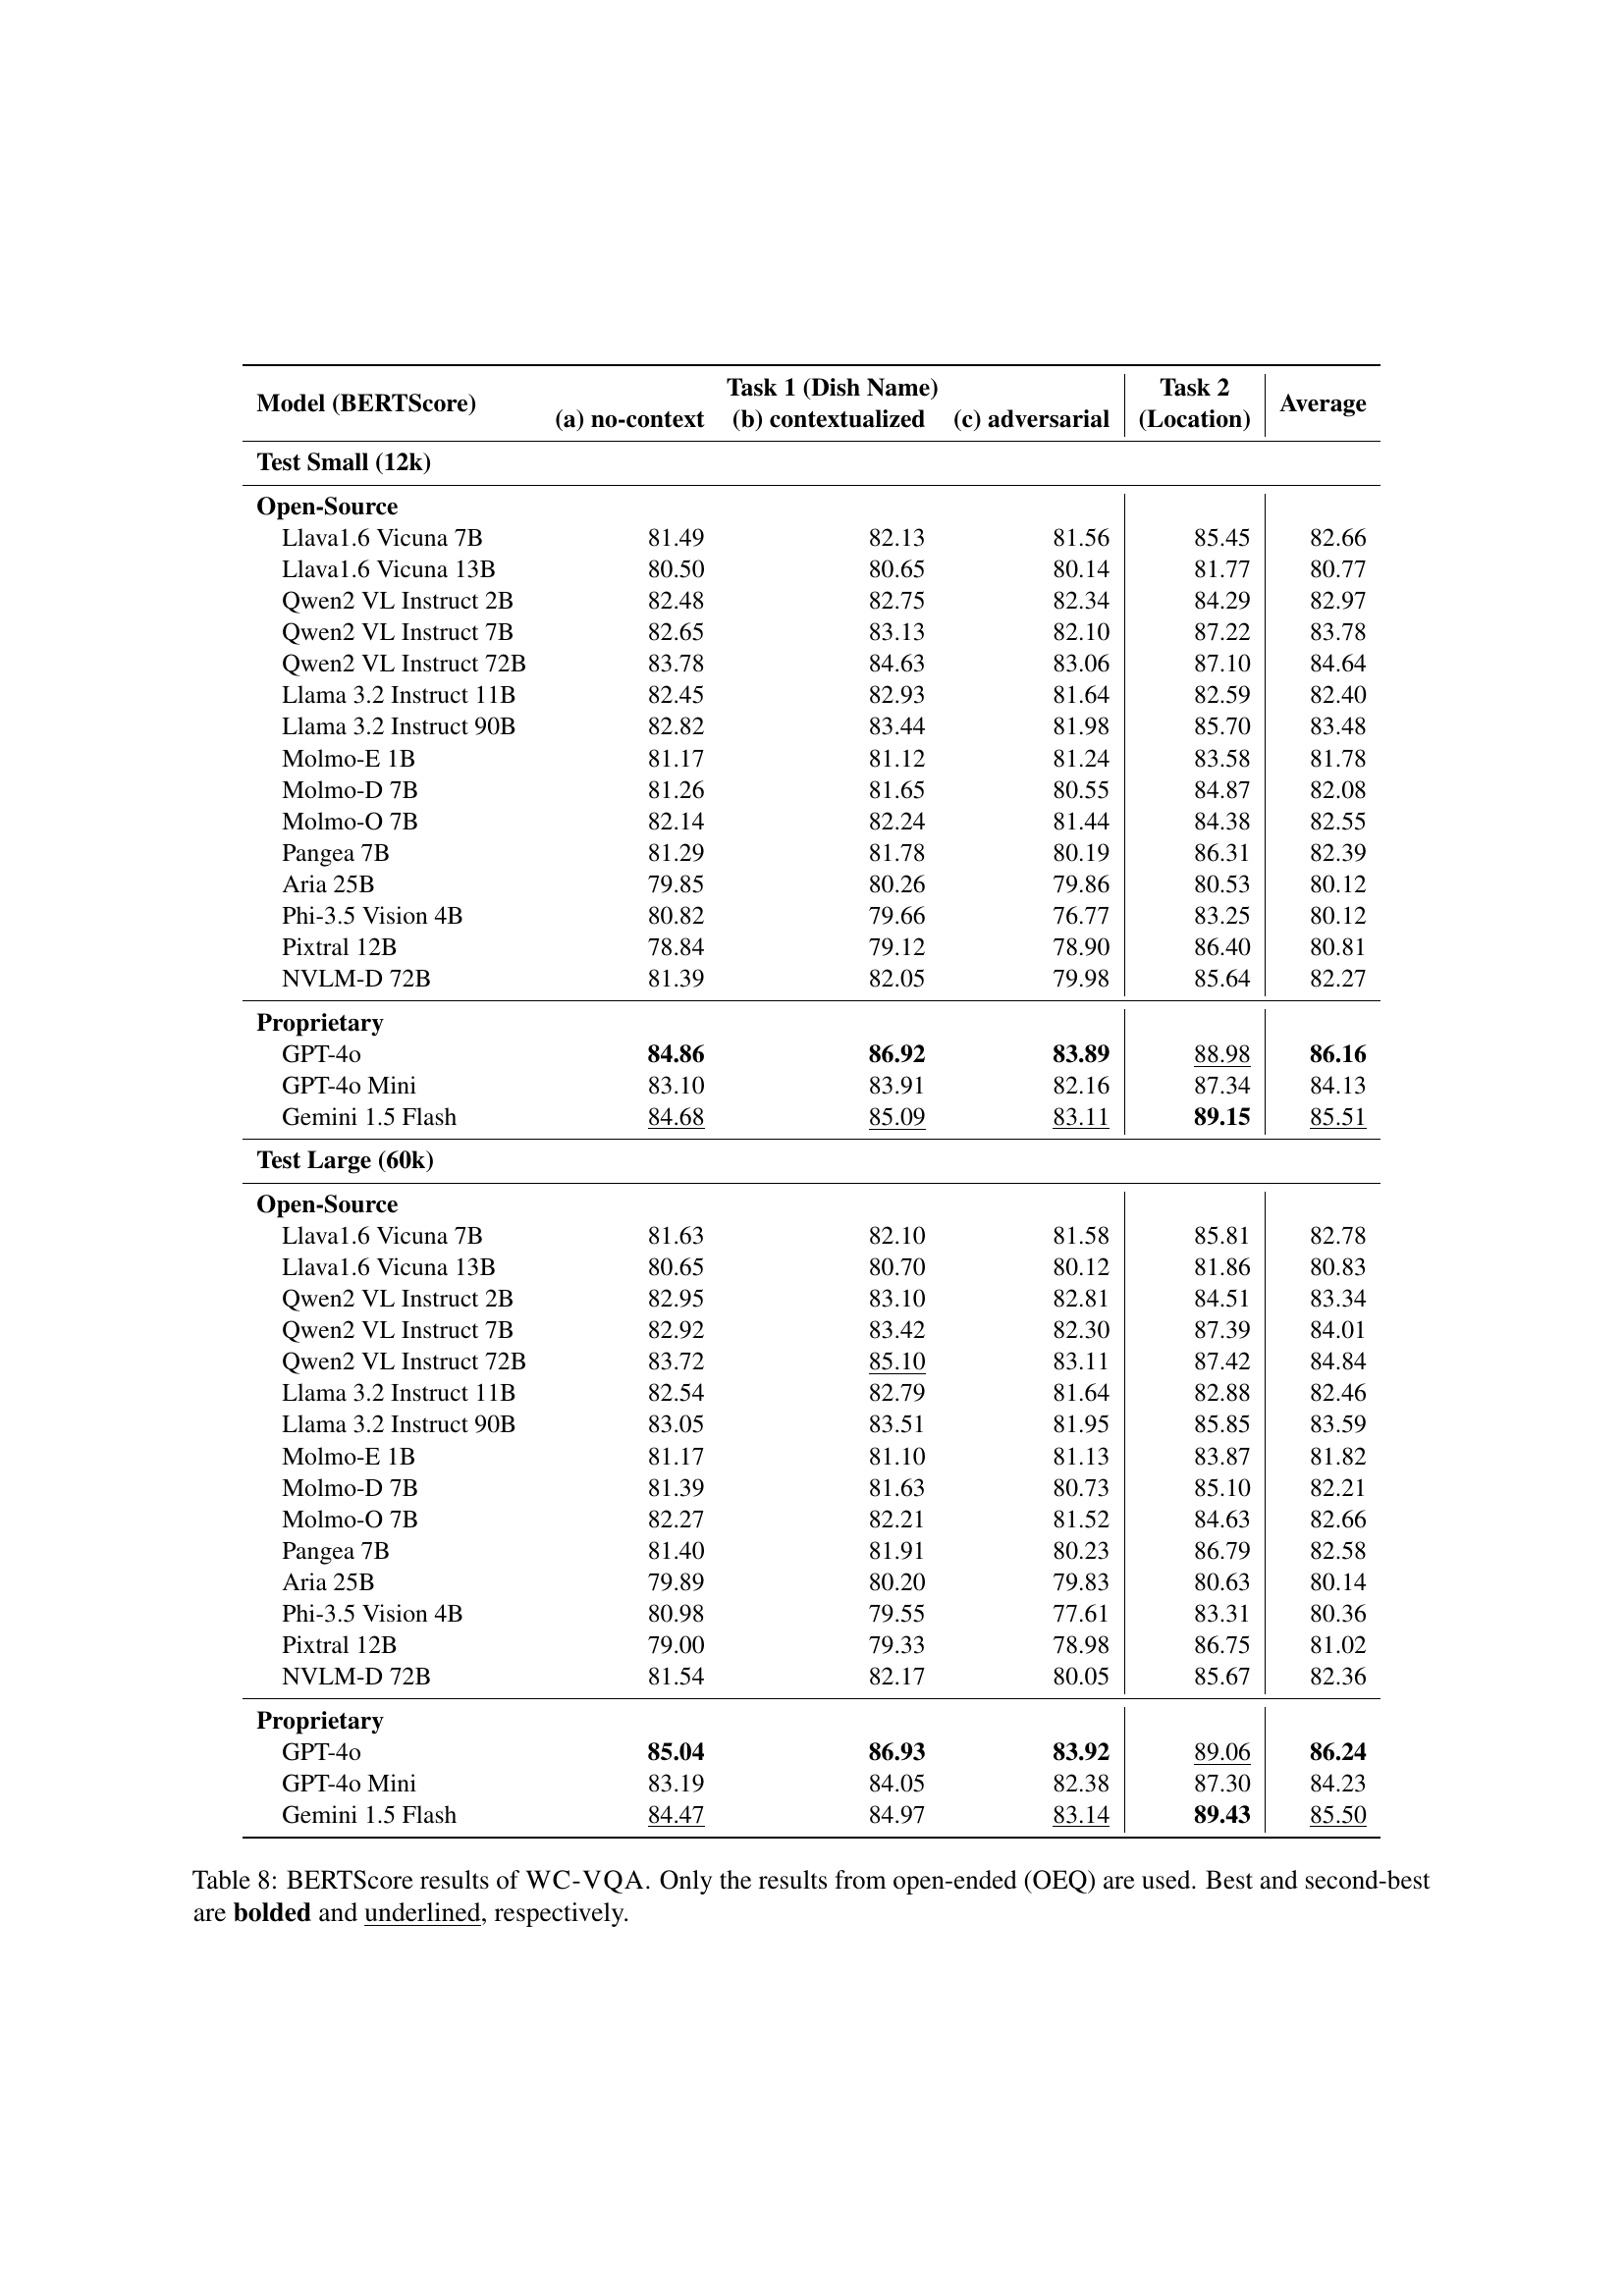 Model (BERTScore) Task 1 (Dish Name) Task 2 Average
(a) no-context (b) contextualized (c) adversarial (Location)
Test Small (12k)
Open-Source
Llava1.6 Vicuna 7B 81.49 82.13 81.56 85.45 82.66
Llava1.6 Vicuna 13B 80.50 80.65 80.14 81.77 80.77
Qwen2 VL Instruct 2B 82.48 82.75 82.34 84.29 82.97
Qwen2 VL Instruct 7B 82.65 83.13 82.10 87.22 83.78
Qwen2 VL Instruct 72B 83.78 84.63 83.06 87.10 84.64
Llama 3.2 Instruct 11B 82.45 82.93 81.64 82.59 82.40
Llama 3.2 Instruct 90B 82.82 83.44 81.98 85.70 83.48
Molmo-E 1B 81.17 81.12 81.24 83.58 81.78
Molmo-D 7B 81.26 81.65 80.55 84.87 82.08
Molmo-O 7B 82.14 82.24 81.44 84.38 82.55
Pangea 7B 81.29 81.78 80.19 86.31 82.39
Aria 25B 79.85 80.26 79.86 80.53 80.12
Phi-3.5 Vision 4B 80.82 79.66 76.77 83.25 80.12
Pixtral 12B 78.84 79.12 78.90 86.40 80.81
NVLM-D 72B 81.39 82.05 79.98 85.64 82.27
Proprietary
GPT-4o 84.86 86.92 83.89 88.98 86.16
GPT-4o Mini 83.10 83.91 82.16 87.34 84.13
Gemini 1.5 Flash 84.68 85.09 83.11 89.15 85.51
Test Large (60k)
Open-Source
Llava1.6 Vicuna 7B 81.63 82.10 81.58 85.81 82.78
Llava1.6 Vicuna 13B 80.65 80.70 80.12 81.86 80.83
Qwen2 VL Instruct 2B 82.95 83.10 82.81 84.51 83.34
Qwen2 VL Instruct 7B 82.92 83.42 82.30 87.39 84.01
Qwen2 VL Instruct 72B 83.72 85.10 83.11 87.42 84.84
Llama 3.2 Instruct 11B 82.54 82.79 81.64 82.88 82.46
Llama 3.2 Instruct 90B 83.05 83.51 81.95 85.85 83.59
Molmo-E 1B 81.17 81.10 81.13 83.87 81.82
Molmo-D 7B 81.39 81.63 80.73 85.10 82.21
Molmo-O 7B 82.27 82.21 81.52 84.63 82.66
Pangea 7B 81.40 81.91 80.23 86.79 82.58
Aria 25B 79.89 80.20 79.83 80.63 80.14
Phi-3.5 Vision 4B 80.98 79.55 77.61 83.31 80.36
Pixtral 12B 79.00 79.33 78.98 86.75 81.02
NVLM-D 72B 81.54 82.17 80.05 85.67 82.36
Proprietary
GPT-4o 85.04 86.93 83.92 89.06 86.24
GPT-4o Mini 83.19 84.05 82.38 87.30 84.23
Gemini 1.5 Flash 84.47 84.97 83.14 89.43 85.50
Table 8: BERTScore results of WC-VQA. Only the results from open-ended (OEQ) are used. Best and second-best
are bolded and underlined, respectively.